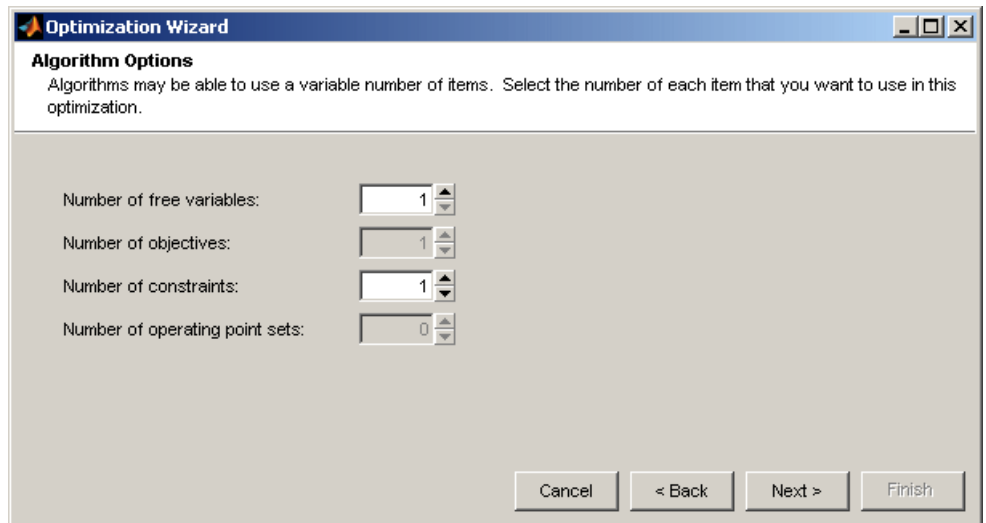 Optimization Wizard
Algorithm Options
Algorithms may be able to use a variable number of items. Select the number of each item that you want to use in this
optimization.
Number of free variables: 1
Number of objectives: 1
Number of constraints: 1
Number of operating point sets: 0
Cancel < Back Next > Finish